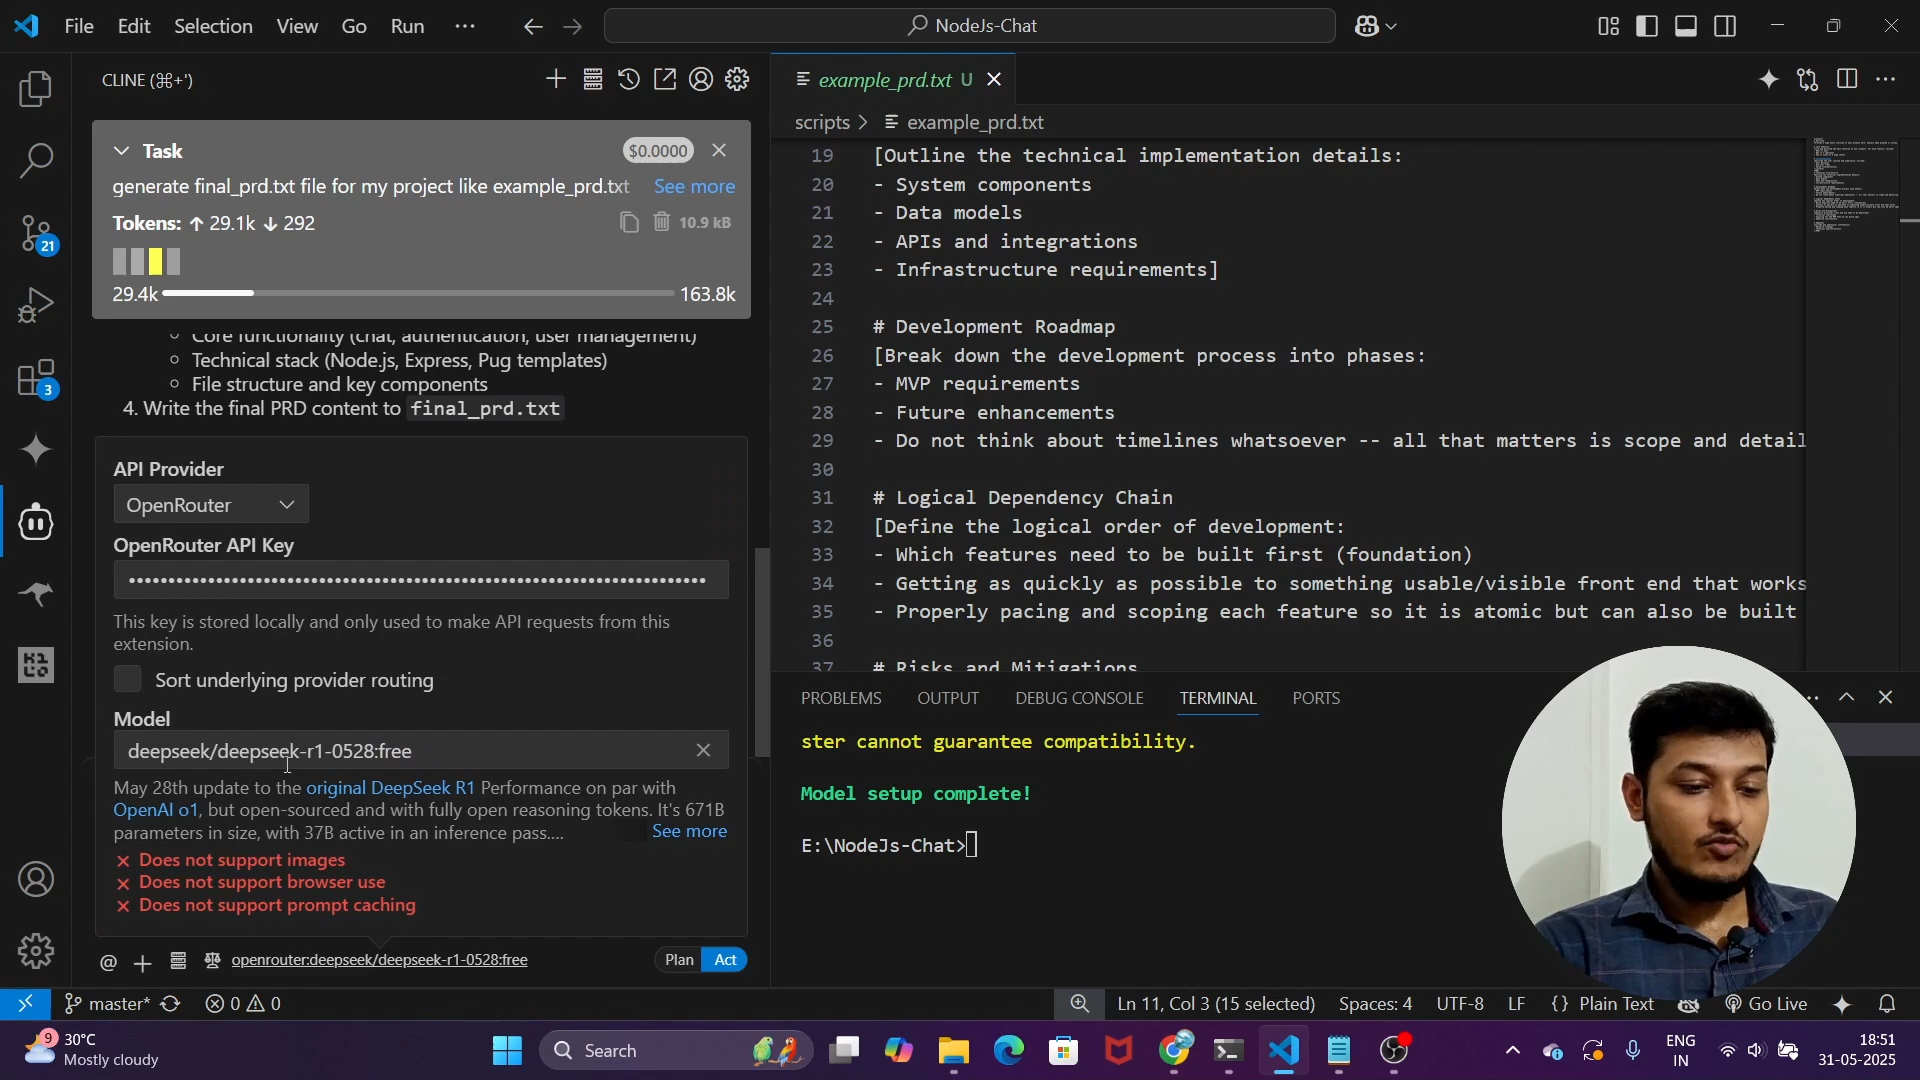 File Edit Selection View Go Run
NodeJs-Chat
CLINE (⌘+')
Task
$0.0000
generate final_prd.txt file for my project like example_prd.txt See more
Tokens: ↑ 29.1k ↓ 292
10.9 kB
29.4k 163.8k
Core functionality (chat, authentication, user management)
Technical stack (Node.js, Express, Pug templates)
File structure and key components
4. Write the final PRD content to final_prd.txt
API Provider
OpenRouter
OpenRouter API Key
This key is stored locally and only used to make API requests from this
extension.
Sort underlying provider routing
Model
deepseek/deepseek-r1-0528:free
May 28th update to the original DeepSeek R1 Performance on par with
OpenAI o1, but open-sourced and with fully open reasoning tokens. It's 671B
parameters in size, with 37B active in an inference pass.... See more
Does not support images
Does not support browser use
Does not support prompt caching
@ + openrouter:deepseek/deepseek-r1-0528:free
Plan Act
21
3
example_prd.txt U
scripts > example_prd.txt
19 [Outline the technical implementation details:
20 - System components
21 - Data models
22 - APIs and integrations
23 - Infrastructure requirements]
24
25 # Development Roadmap
26 [Break down the development process into phases:
27 - MVP requirements
28 - Future enhancements
29 - Do not think about timelines whatsoever -- all that matters is scope and detail
30
31 # Logical Dependency Chain
32 [Define the logical order of development:
33 - Which features need to be built first (foundation)
34 - Getting as quickly as possible to something usable/visible front end that works
35 - Properly pacing and scoping each feature so it is atomic but can also be built
36
37 # Risks and Mitigations
PROBLEMS OUTPUT DEBUG CONSOLE TERMINAL PORTS
ster cannot guarantee compatibility.
Model setup complete!
E:\NodeJs-Chat>
master* 0 0
Ln 11, Col 3 (15 selected) Spaces: 4 UTF-8 LF {} Plain Text Go Live
9
30°C
Mostly cloudy
Search
ENG
IN
18:51
31-05-2025